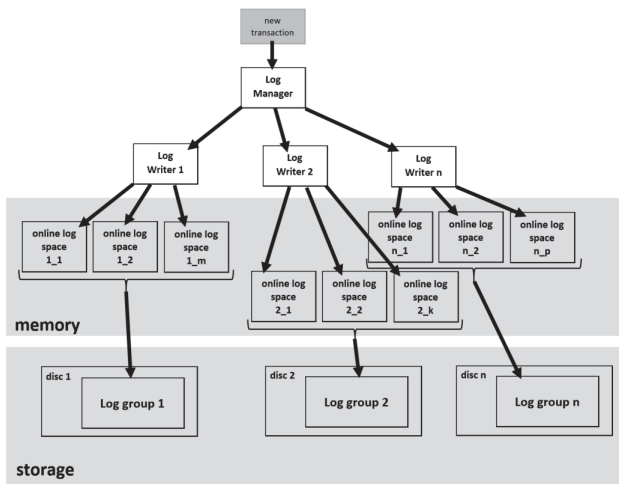 new
transaction
Log
Manager
Log
Writer 1
Log
Writer 2
Log
Writer n
online log
space
1_1
online log
space
1_2
online log
space
1_m
online log
space
n_1
online log
space
n_2
online log
space
n_p
online log
space
2_1
online log
space
2_2
online log
space
2_k
memory
disc 1
Log group 1
disc 2
Log group 2
disc n
Log group n
storage